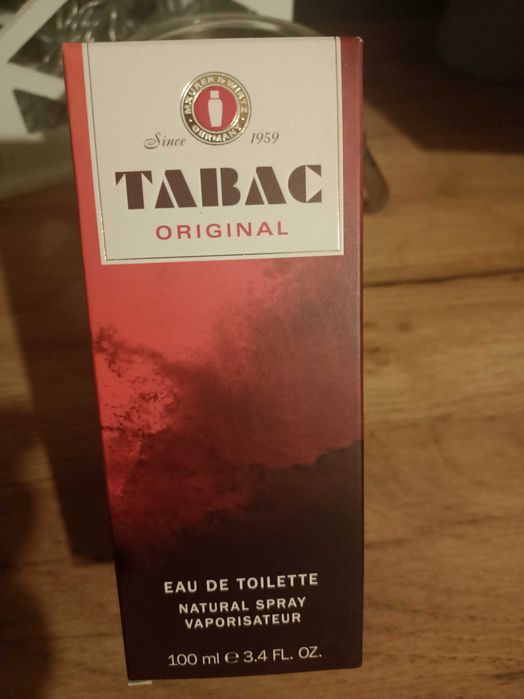 MÄURER & WIRTZ
GERMANY
Since 1959
TABAC
ORIGINAL
EAU DE TOILETTE
NATURAL SPRAY
VAPORISATEUR
100 ml ℮ 3.4 FL. OZ.